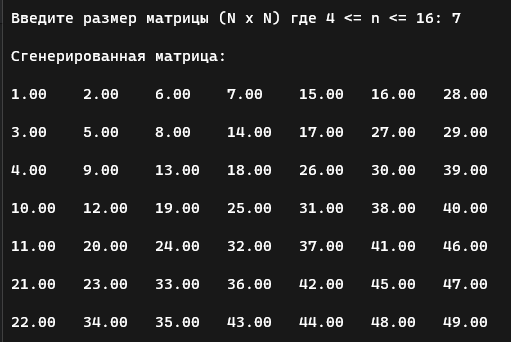 Введите размер матрицы (N x N) где 4 <= n <= 16: 7
Сгенерированная матрица:
1.00 2.00 6.00 7.00 15.00 16.00 28.00
3.00 5.00 8.00 14.00 17.00 27.00 29.00
4.00 9.00 13.00 18.00 26.00 30.00 39.00
10.00 12.00 19.00 25.00 31.00 38.00 40.00
11.00 20.00 24.00 32.00 37.00 41.00 46.00
21.00 23.00 33.00 36.00 42.00 45.00 47.00
22.00 34.00 35.00 43.00 44.00 48.00 49.00